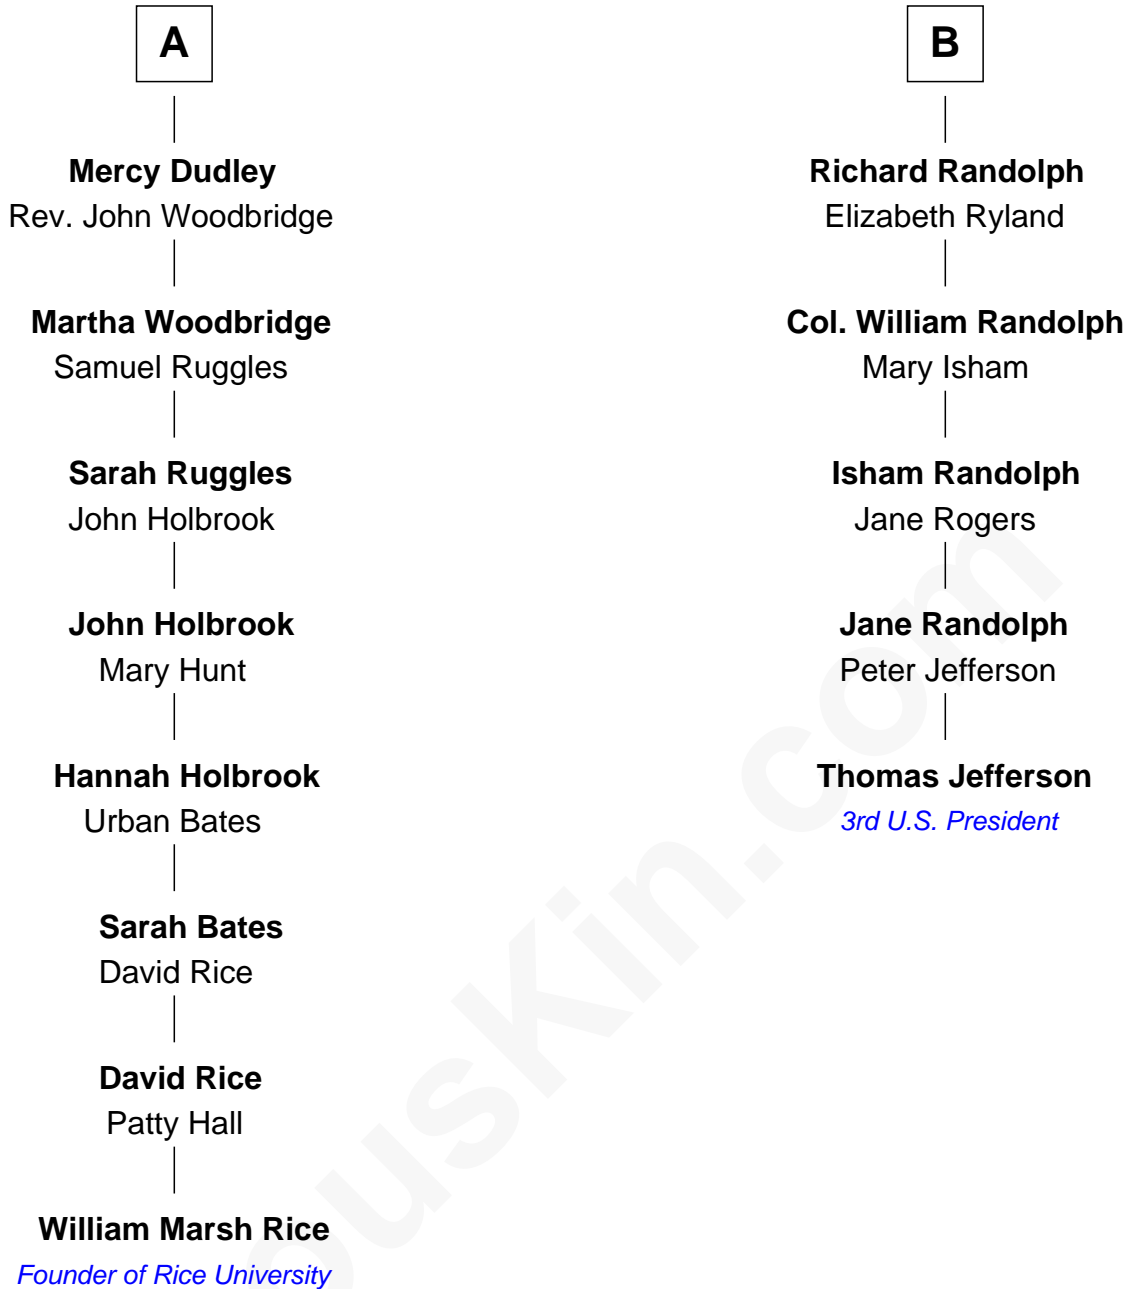 A
Mercy Dudley
Rev. John Woodbridge
Martha Woodbridge
Samuel Ruggles
Sarah Ruggles
John Holbrook
John Holbrook
Mary Hunt
Hannah Holbrook
Urban Bates
Sarah Bates
David Rice
David Rice
Patty Hall
William Marsh Rice
Founder of Rice University
B
Richard Randolph
Elizabeth Ryland
Col. William Randolph
Mary Isham
Isham Randolph
Jane Rogers
Jane Randolph
Peter Jefferson
Thomas Jefferson
3rd U.S. President
ouskin.com